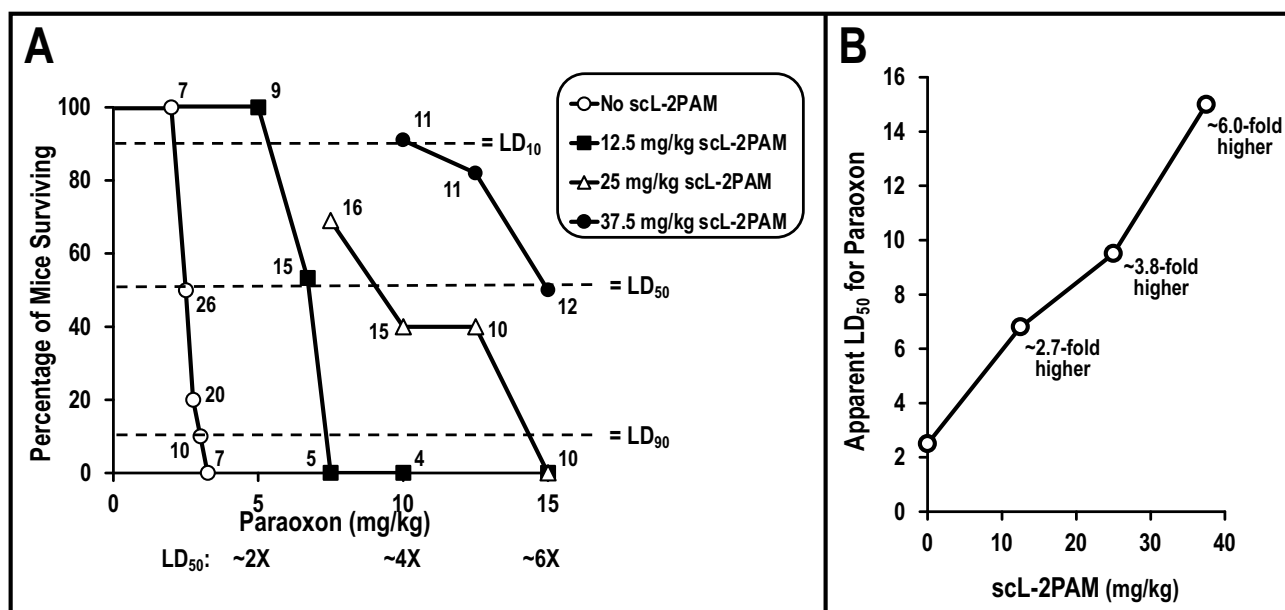 A
Percentage of Mice Surviving
100
80
60
40
20
0
7
9
11
= LD10
11
16
15
26
= LD50
12
15
10
20
= LD90
10
7
5
4
10
0
5
10
15
Paraoxon (mg/kg)
LD50: ~2X ~4X ~6X
No scL-2PAM
12.5 mg/kg scL-2PAM
25 mg/kg scL-2PAM
37.5 mg/kg scL-2PAM
B
Apparent LD50 for Paraoxon
16
14
12
10
8
6
4
2
0
~6.0-fold
higher
~3.8-fold
higher
~2.7-fold
higher
0
10
20
30
40
scL-2PAM (mg/kg)